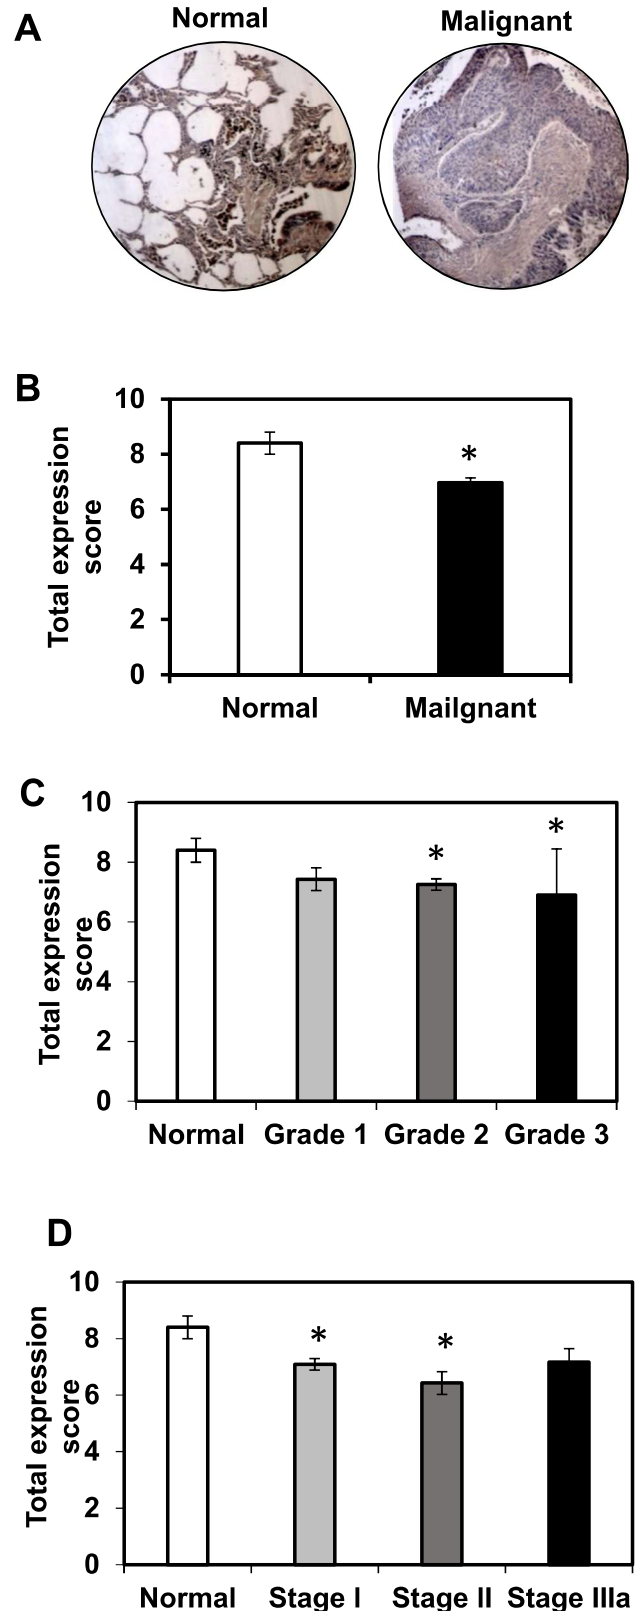 A
Normal Malignant
B
Total expression
score
10
8
6
4
2
0
*
Normal Mailgnant
C
Total expression
score
10
8
6
4
2
0
* *
Normal Grade 1 Grade 2 Grade 3
D
Total expression
score
10
8
6
4
2
0
* *
Normal Stage I Stage II Stage IIIa